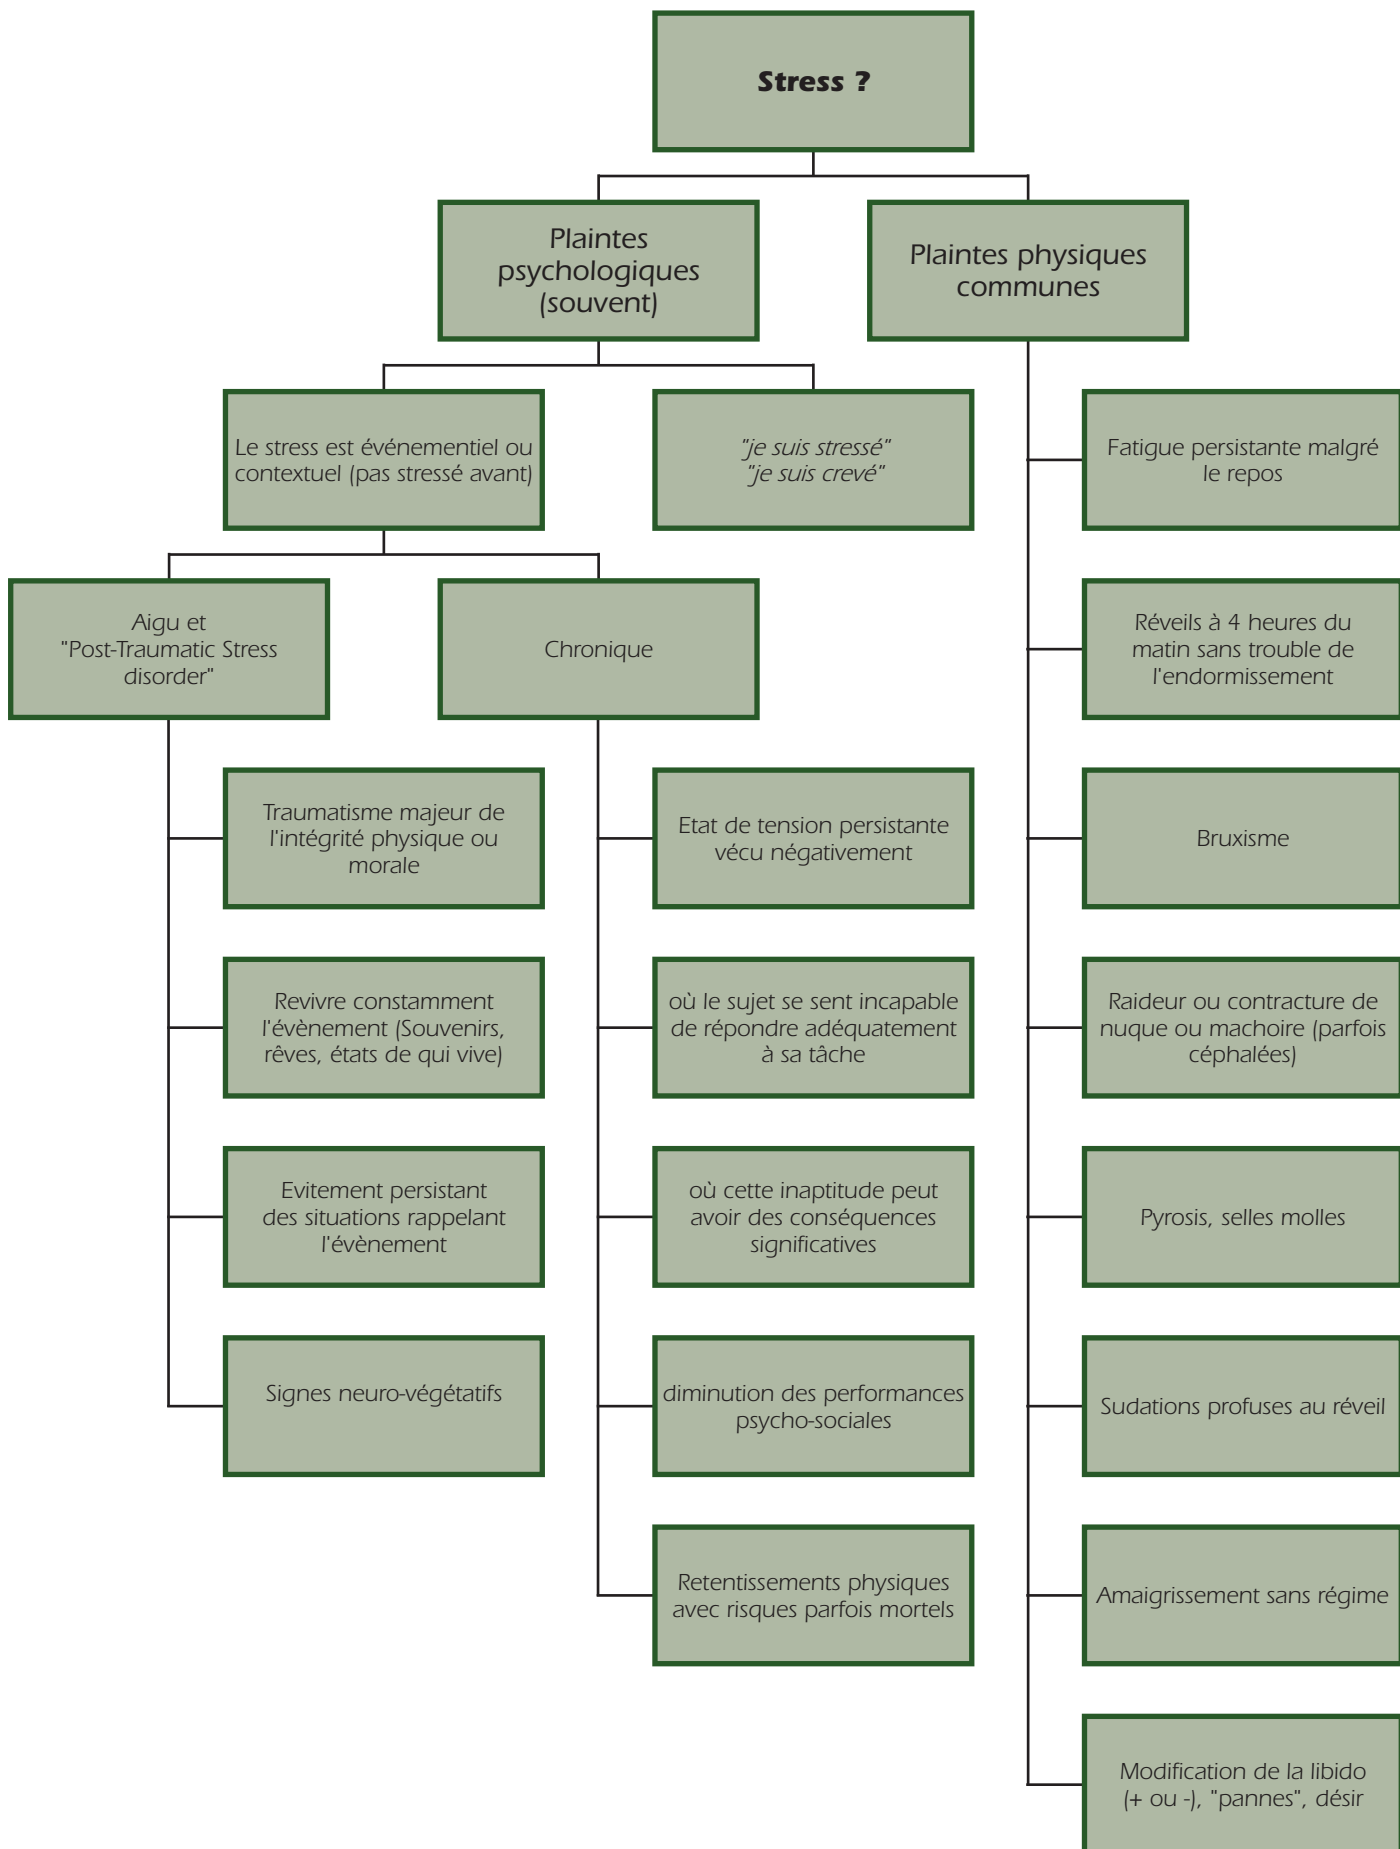 Stress ?
Plaintes
psychologiques
(souvent)
Plaintes physiques
communes
Le stress est événementiel ou
contextuel (pas stressé avant)
"je suis stressé"
"je suis crevé"
Fatigue persistante malgré
le repos
Aigu et
"Post-Traumatic Stress
disorder"
Chronique
Réveils à 4 heures du
matin sans trouble de
l'endormissement
Traumatisme majeur de
l'intégrité physique ou
morale
Etat de tension persistante
vécu négativement
Bruxisme
Revivre constamment
l'évènement (Souvenirs,
rêves, états de qui vive)
où le sujet se sent incapable
de répondre adéquatement
à sa tâche
Raideur ou contracture de
nuque ou machoire (parfois
céphalées)
Evitement persistant
des situations rappelant
l'évènement
où cette inaptitude peut
avoir des conséquences
significatives
Pyrosis, selles molles
Signes neuro-végétatifs
diminution des performances
psycho-sociales
Sudations profuses au réveil
Retentissements physiques
avec risques parfois mortels
Amaigrissement sans régime
Modification de la libido
(+ ou -), "pannes", désir